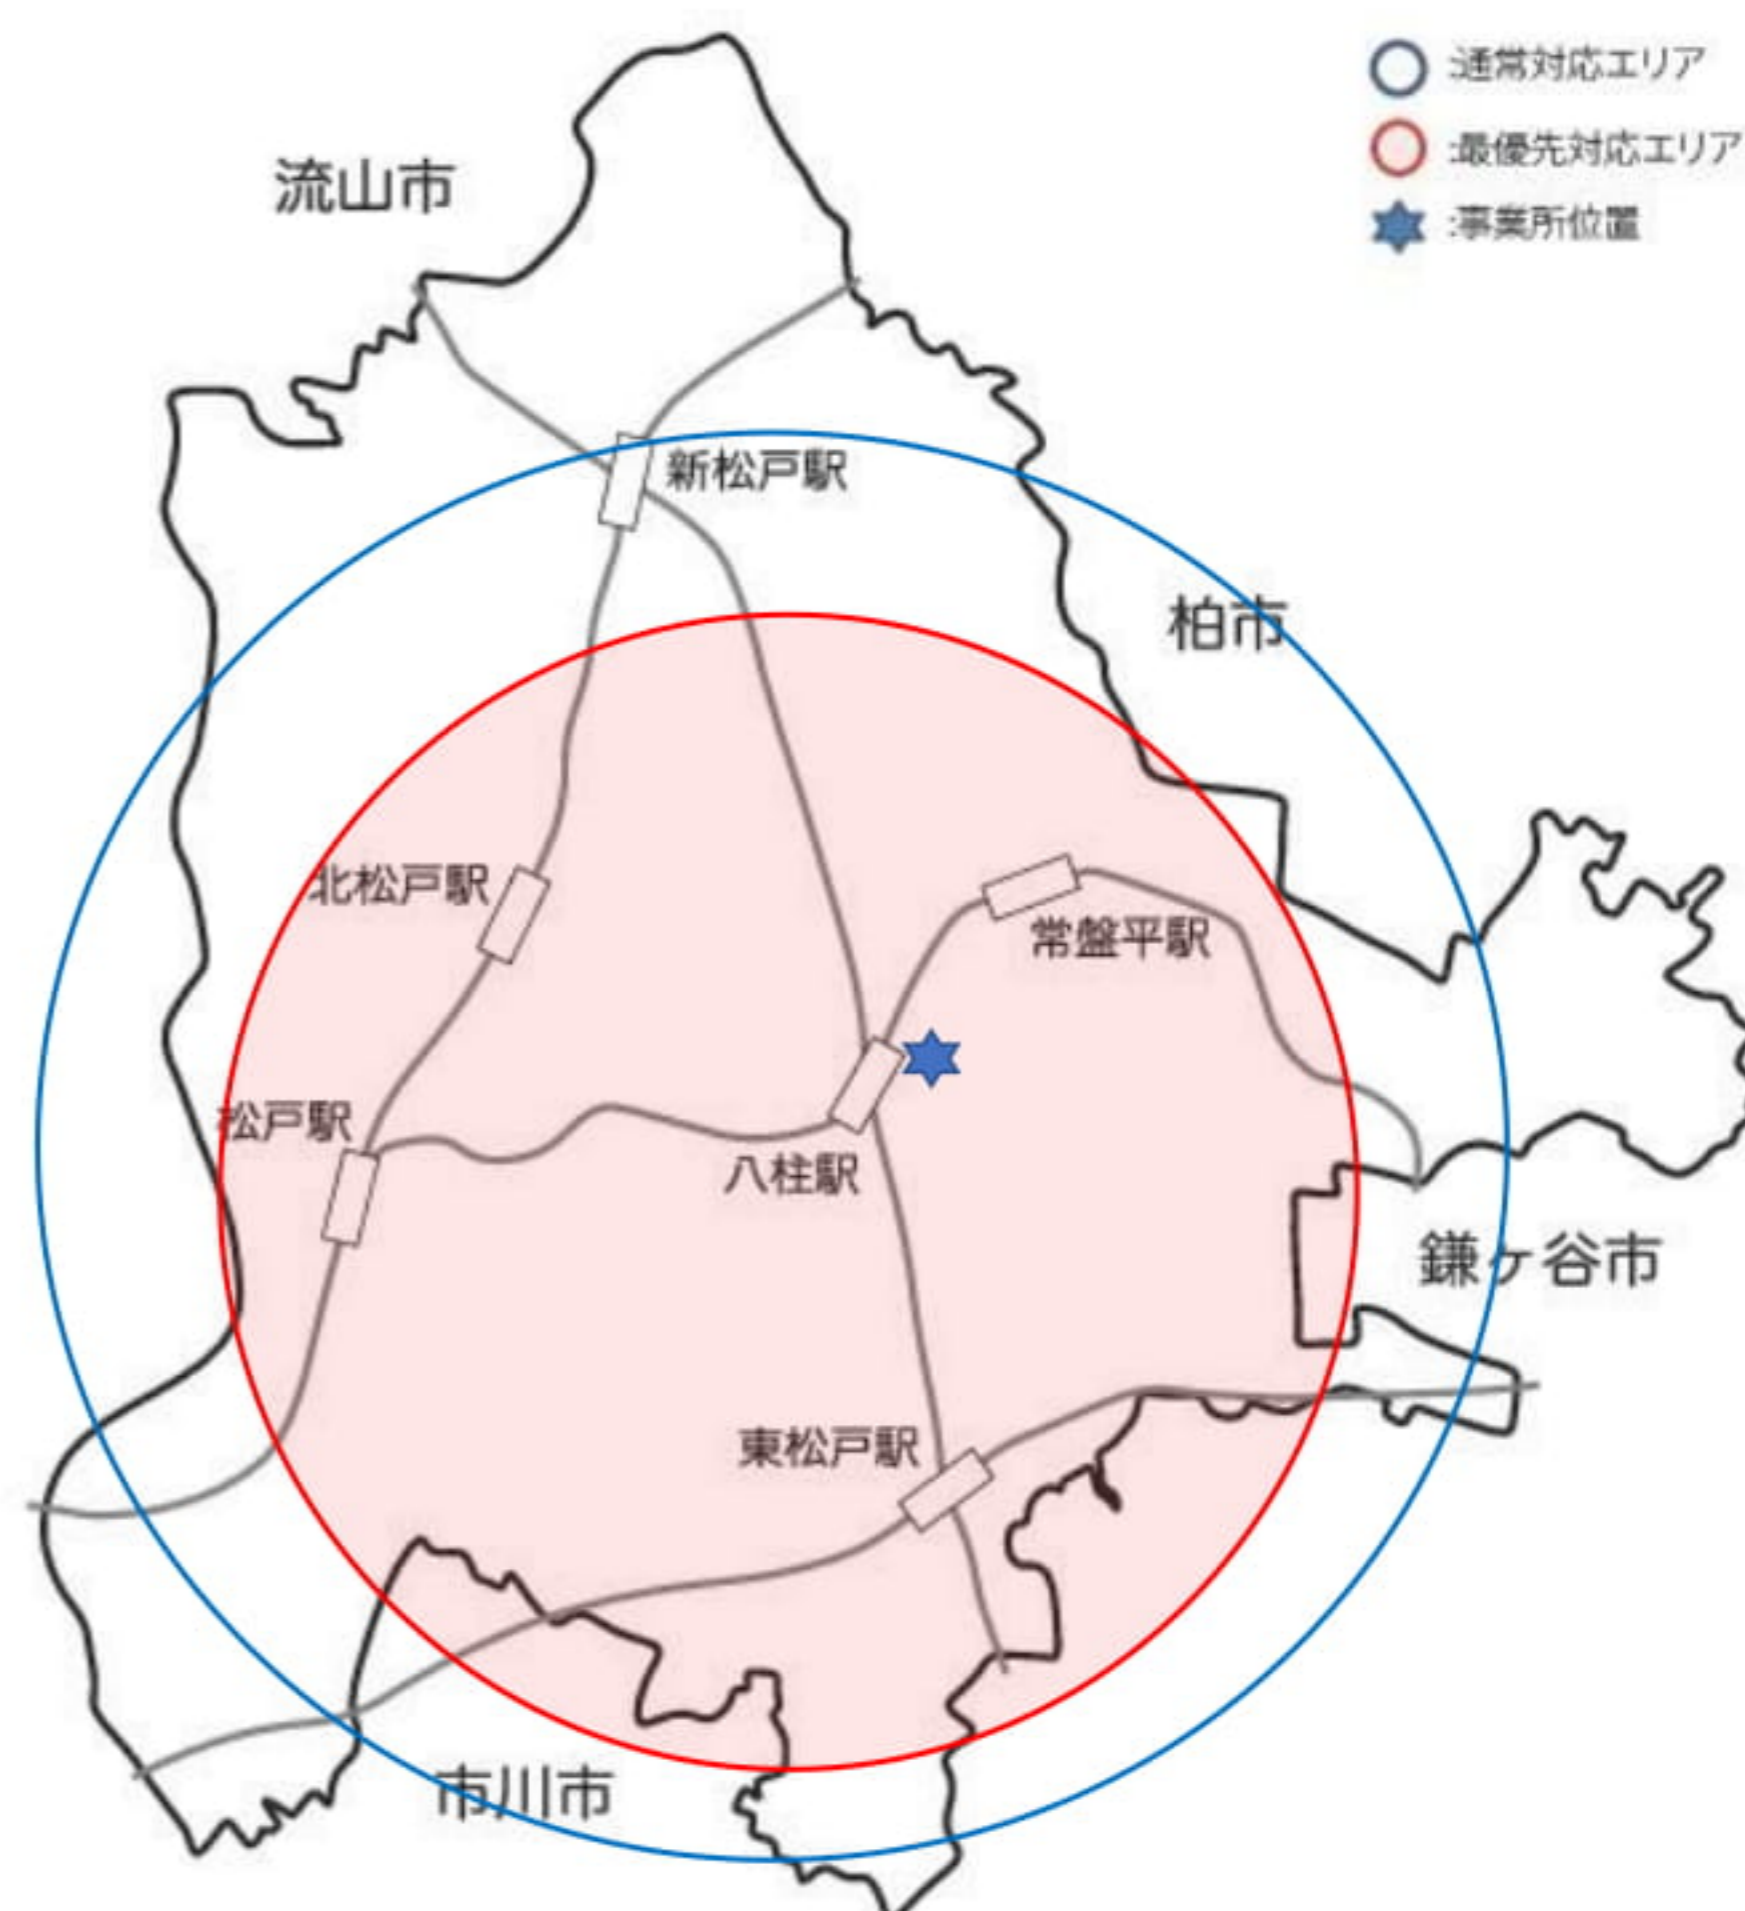 :通常対応エリア
:最優先対応エリア
:事業所位置
流山市
新松戸駅
柏市
北松戸駅
常盤平駅
松戸駅
八柱駅
鎌ヶ谷市
東松戸駅
市川市